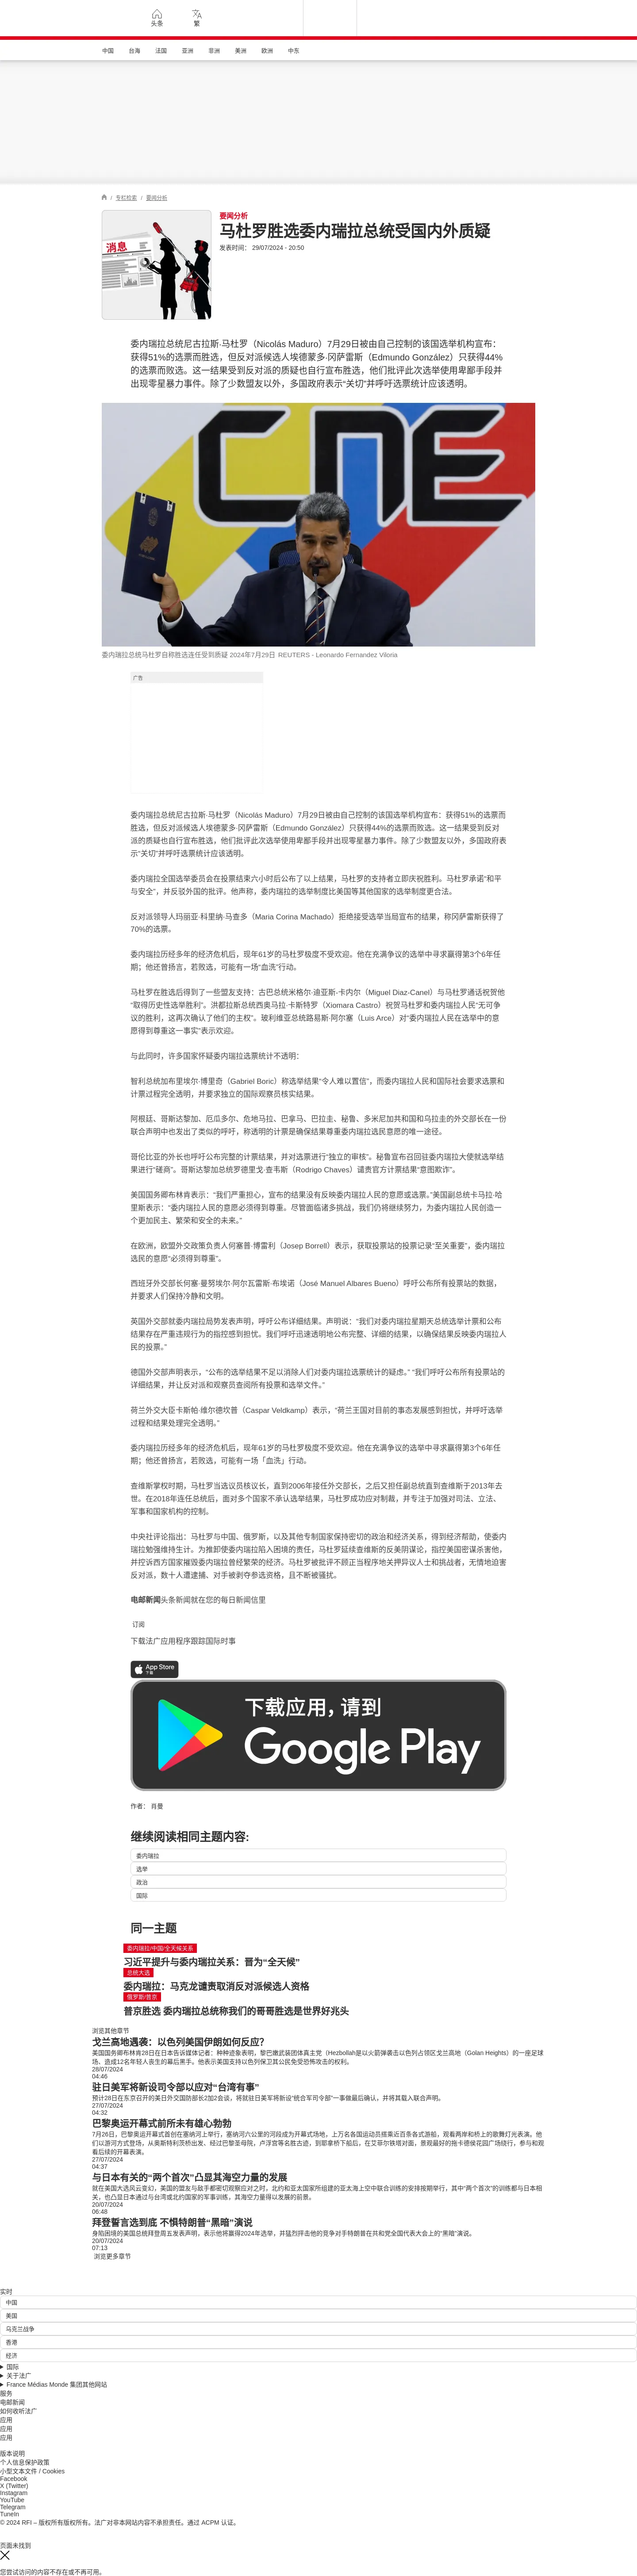 头条
繁
中国
台海
法国
亚洲
非洲
美洲
欧洲
中东
/ 专栏检索 / 要闻分析
消息
要闻分析
马杜罗胜选委内瑞拉总统受国内外质疑
发表时间： 29/07/2024 - 20:50
委内瑞拉总统尼古拉斯·马杜罗（Nicolás Maduro）7月29日被由自己控制的该国选举机构宣布：
获得51%的选票而胜选，但反对派候选人埃德蒙多·冈萨雷斯（Edmundo González）只获得44%
的选票而败选。这一结果受到反对派的质疑也自行宣布胜选，他们批评此次选举使用卑鄙手段并
出现零星暴力事件。除了少数盟友以外，多国政府表示“关切”并呼吁选票统计应该透明。
CNE
委内瑞拉总统马杜罗自称胜选连任受到质疑 2024年7月29日 REUTERS - Leonardo Fernandez Viloria
广告
委内瑞拉总统尼古拉斯·马杜罗（Nicolás Maduro）7月29日被由自己控制的该国选举机构宣布：获得51%的选票而
胜选，但反对派候选人埃德蒙多·冈萨雷斯（Edmundo González）只获得44%的选票而败选。这一结果受到反对
派的质疑也自行宣布胜选，他们批评此次选举使用卑鄙手段并出现零星暴力事件。除了少数盟友以外，多国政府表
示“关切”并呼吁选票统计应该透明。
委内瑞拉全国选举委员会在投票结束六小时后公布了以上结果，马杜罗的支持者立即庆祝胜利。马杜罗承诺“和平
与安全”，并反驳外国的批评。他声称，委内瑞拉的选举制度比美国等其他国家的选举制度更合法。
反对派领导人玛丽亚·科里纳·马查多（Maria Corina Machado）拒绝接受选举当局宣布的结果，称冈萨雷斯获得了
70%的选票。
委内瑞拉历经多年的经济危机后，现年61岁的马杜罗极度不受欢迎。他在充满争议的选举中寻求赢得第3个6年任
期；他还曾扬言，若败选，可能有一场“血洗”行动。
马杜罗在胜选后得到了一些盟友支持：古巴总统米格尔·迪亚斯-卡内尔（Miguel Diaz-Canel）与马杜罗通话祝贺他
“取得历史性选举胜利”。洪都拉斯总统西奥马拉·卡斯特罗（Xiomara Castro）祝贺马杜罗和委内瑞拉人民“无可争
议的胜利，这再次确认了他们的主权”。玻利维亚总统路易斯·阿尔塞（Luis Arce）对“委内瑞拉人民在选举中的意
愿得到尊重这一事实”表示欢迎。
与此同时，许多国家怀疑委内瑞拉选票统计不透明：
智利总统加布里埃尔·博里奇（Gabriel Boric）称选举结果“令人难以置信”，而委内瑞拉人民和国际社会要求选票和
计票过程完全透明，并要求独立的国际观察员核实结果。
阿根廷、哥斯达黎加、厄瓜多尔、危地马拉、巴拿马、巴拉圭、秘鲁、多米尼加共和国和乌拉圭的外交部长在一份
联合声明中也发出了类似的呼吁，称透明的计票是确保结果尊重委内瑞拉选民意愿的唯一途径。
哥伦比亚的外长也呼吁公布完整的计票结果，并对选票进行“独立的审核”。秘鲁宣布召回驻委内瑞拉大使就选举结
果进行“磋商”。哥斯达黎加总统罗德里戈·查韦斯（Rodrigo Chaves）谴责官方计票结果“意图欺诈”。
美国国务卿布林肯表示：“我们严重担心，宣布的结果没有反映委内瑞拉人民的意愿或选票。”美国副总统卡马拉·哈
里斯表示：“委内瑞拉人民的意愿必须得到尊重。尽管面临诸多挑战，我们仍将继续努力，为委内瑞拉人民创造一
个更加民主、繁荣和安全的未来。”
在欧洲，欧盟外交政策负责人何塞普·博雷利（Josep Borrell）表示，获取投票站的投票记录“至关重要”，委内瑞拉
选民的意愿“必须得到尊重”。
西班牙外交部长何塞·曼努埃尔·阿尔瓦雷斯·布埃诺（José Manuel Albares Bueno）呼吁公布所有投票站的数据，
并要求人们保持冷静和文明。
英国外交部就委内瑞拉局势发表声明，呼吁公布详细结果。声明说：“我们对委内瑞拉星期天总统选举计票和公布
结果存在严重违规行为的指控感到担忧。我们呼吁迅速透明地公布完整、详细的结果，以确保结果反映委内瑞拉人
民的投票。”
德国外交部声明表示，“公布的选举结果不足以消除人们对委内瑞拉选票统计的疑虑。” “我们呼吁公布所有投票站的
详细结果，并让反对派和观察员查阅所有投票和选举文件。”
荷兰外交大臣卡斯帕·维尔德坎普（Caspar Veldkamp）表示，“荷兰王国对目前的事态发展感到担忧，并呼吁选举
过程和结果处理完全透明。”
委内瑞拉历经多年的经济危机后，现年61岁的马杜罗极度不受欢迎。他在充满争议的选举中寻求赢得第3个6年任
期；他还曾扬言，若败选，可能有一场「血洗」行动。
查维斯掌权时期，马杜罗当选议员核议长，直到2006年接任外交部长，之后又担任副总统直到查维斯于2013年去
世。在2018年连任总统后，面对多个国家不承认选举结果，马杜罗成功应对制裁，并专注于加强对司法、立法、
军事和国家机构的控制。
中央社评论指出：马杜罗与中国、俄罗斯，以及其他专制国家保持密切的政治和经济关系，得到经济帮助，使委内
瑞拉勉强维持生计。为推卸使委内瑞拉陷入困境的责任，马杜罗延续查维斯的反美阴谋论，指控美国密谋杀害他，
并控诉西方国家摧毁委内瑞拉曾经繁荣的经济。马杜罗被批评不顾正当程序地关押异议人士和挑战者，无情地迫害
反对派，数十人遭逮捕、对手被剥夺参选资格，且不断被骚扰。
电邮新闻头条新闻就在您的每日新闻信里
订阅
下载法广应用程序跟踪国际时事
App Store
下载
下载应用，请到
Google Play
作者： 肖曼
继续阅读相同主题内容:
委内瑞拉
选举
政治
国际
同一主题
委内瑞拉/中国/全天候关系
习近平提升与委内瑞拉关系：晋为“全天候”
总统大选
委内瑞拉：马克龙谴责取消反对派候选人资格
俄罗斯/普京
普京胜选 委内瑞拉总统称我们的哥哥胜选是世界好兆头
浏览其他章节
戈兰高地遇袭：以色列美国伊朗如何反应？
美国国务卿布林肯28日在日本告诉媒体记者：种种迹象表明，黎巴嫩武装团体真主党（Hezbollah是以火箭弹袭击以色列占领区戈兰高地（Golan Heights）的一座足球
场、造成12名年轻人丧生的幕后黑手。他表示美国支持以色列保卫其公民免受恐怖攻击的权利。
28/07/2024
04:46
驻日美军将新设司令部以应对“台湾有事”
预计28日在东京召开的美日外交国防部长2加2会谈，将就驻日美军将新设“统合军司令部”一事做最后确认，并将其载入联合声明。
27/07/2024
04:32
巴黎奥运开幕式前所未有雄心勃勃
7月26日，巴黎奥运开幕式首创在塞纳河上举行，塞纳河六公里的河段成为开幕式场地，上万名各国运动员搭乘近百条各式游船，观看两岸和桥上的歌舞灯光表演。他
们以游河方式登场，从奥斯特利茨桥出发、经过巴黎圣母院，卢浮宫等名胜古迹，到耶拿桥下船后，在艾菲尔铁塔对面，景观最好的拖卡德侯花园广场绕行，参与和观
看后续的开幕表演。
27/07/2024
04:37
与日本有关的“两个首次”凸显其海空力量的发展
就在美国大选风云变幻，美国的盟友与敌手都密切观察应对之时，北约和亚太国家所组建的亚太海上空中联合训练的安排按期举行，其中“两个首次”的训练都与日本相
关，也凸显日本通过与台湾或北约国家的军事训练，其海空力量得以发展的前景。
20/07/2024
06:48
拜登誓言选到底 不惧特朗普“黑暗”演说
身陷困境的美国总统拜登周五发表声明，表示他将赢得2024年选举，并猛烈抨击他的竞争对手特朗普在共和党全国代表大会上的“黑暗”演说。
20/07/2024
07:13
浏览更多章节
实时
中国
美国
乌克兰战争
香港
经济
国际
关于法广
France Médias Monde 集团其他网站
服务
电邮新闻
如何收听法广
应用
应用
应用
版本说明
个人信息保护政策
小型文本文件 / Cookies
Facebook
X (Twitter)
Instagram
YouTube
Telegram
TuneIn
© 2024 RFI – 版权所有版权所有。法广对非本网站内容不承担责任。通过 ACPM 认证。
页面未找到
您尝试访问的内容不存在或不再可用。